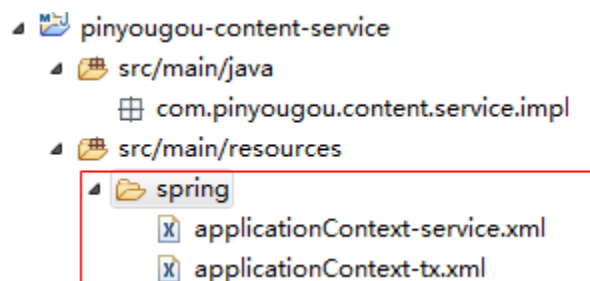 pinyougou-content-service
src/main/java
com.pinyougou.content.service.impl
src/main/resources
spring
applicationContext-service.xml
applicationContext-tx.xml